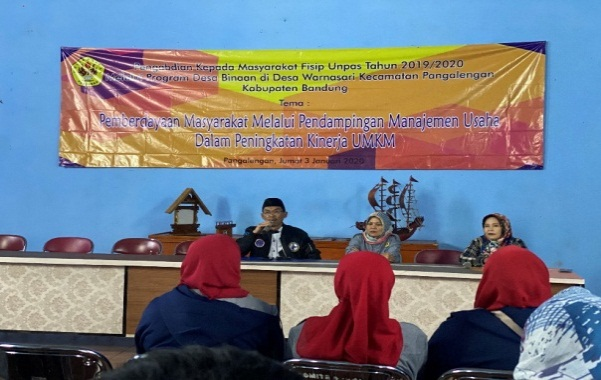 Pengabdian Kepada Masyarakat Fisip Unpas Tahun 2019/2020
Program Desa Binaan di Desa Warnasari Kecamatan Pangalengan
Kabupaten Bandung
Tema :
Pemberdayaan Masyarakat Melalui Pendampingan Manajemen Usaha
Dalam Peningkatan Kinerja UMKM
Pangalengan, Jumat 3 Januari 2020